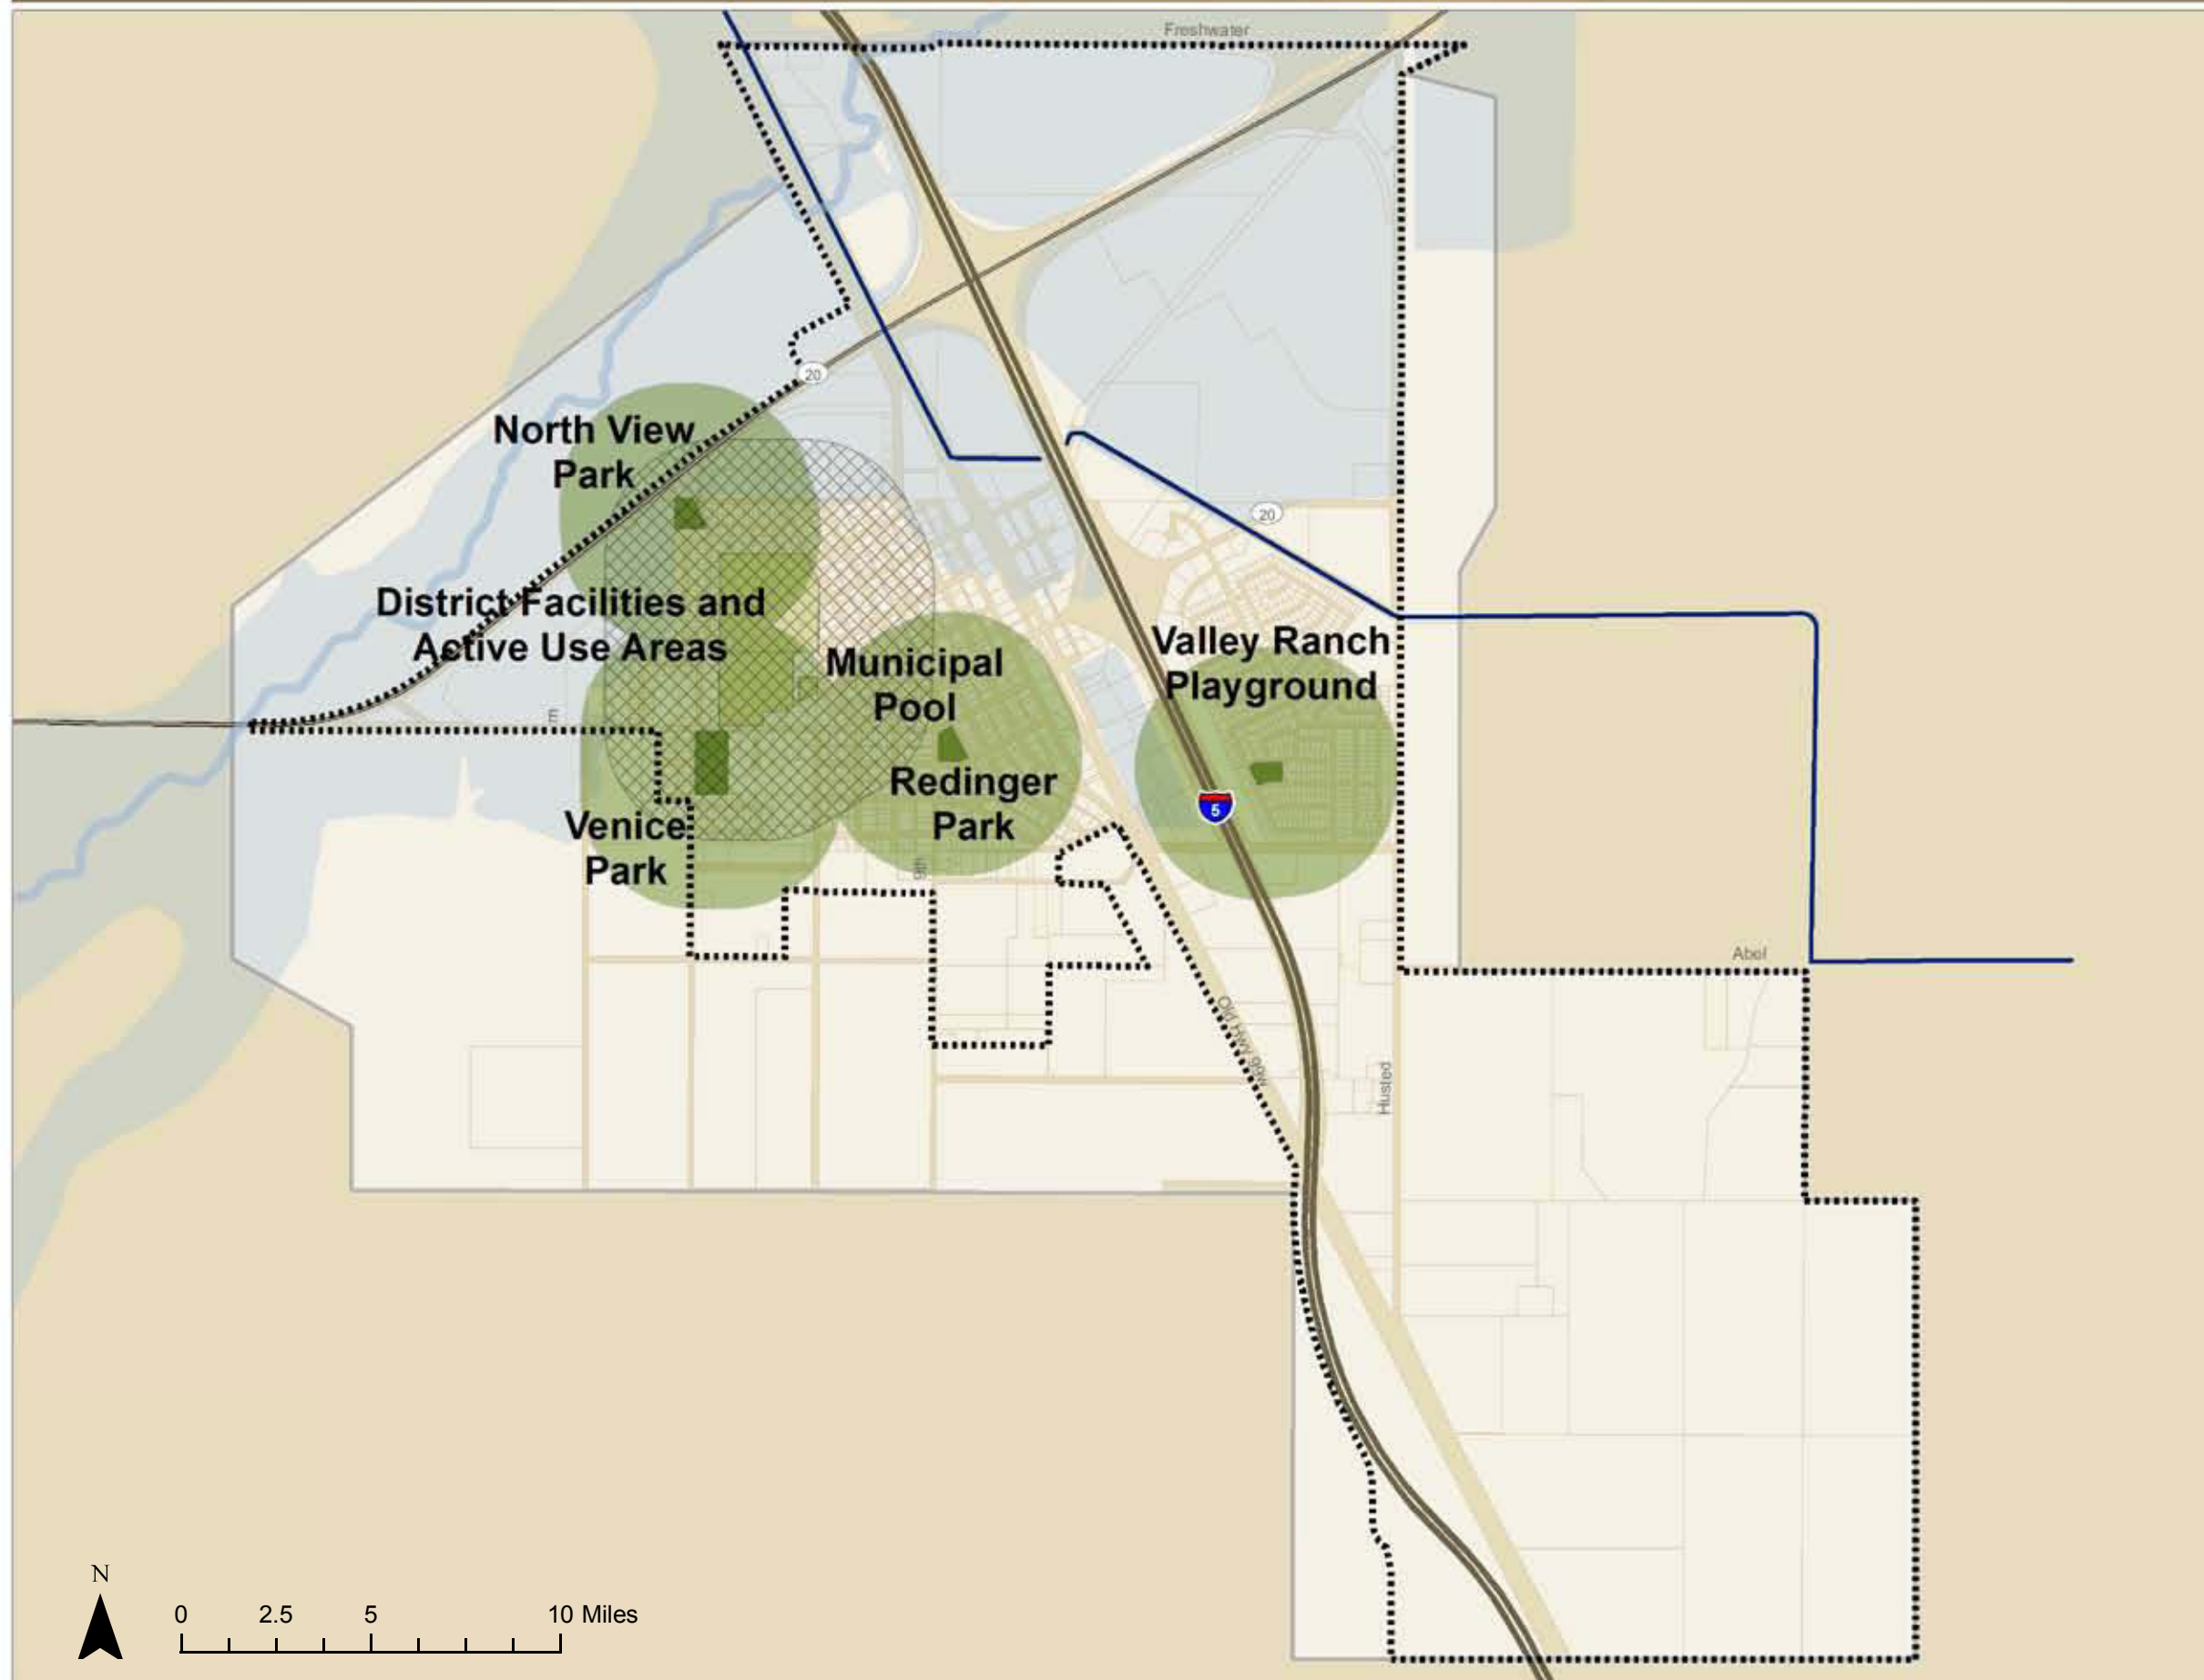 Freshwater
20
North View
Park
20
District Facilities and
Active Use Areas
Municipal
Pool
Valley Ranch
Playground
Redinger
Park
5
Venice
Park
9th
Abel
Old Hwy 99w
Husted
N
0 2.5 5 10 Miles